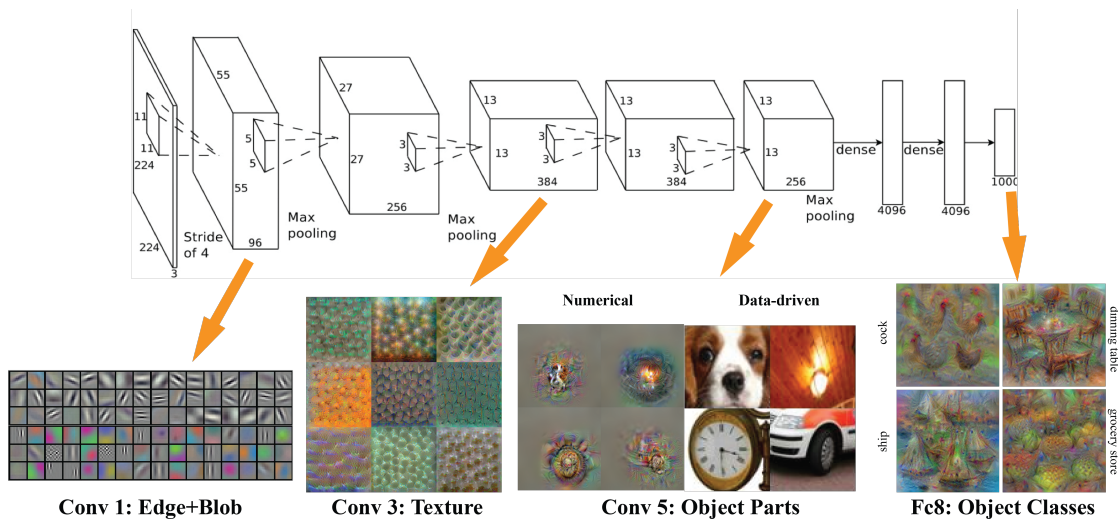 55
27
13
13
13
11
5
3
3
3
11
5
3
3
3
224
27
13
13
13
dense
dense
55
384
384
256
1000
224
Stride
of 4
Max
pooling
256
Max
pooling
Max
pooling
4096
4096
96
3
Numerical
Data-driven
cock
dining table
ship
grocery store
Conv 1: Edge+Blob
Conv 3: Texture
Conv 5: Object Parts
Fc8: Object Classes